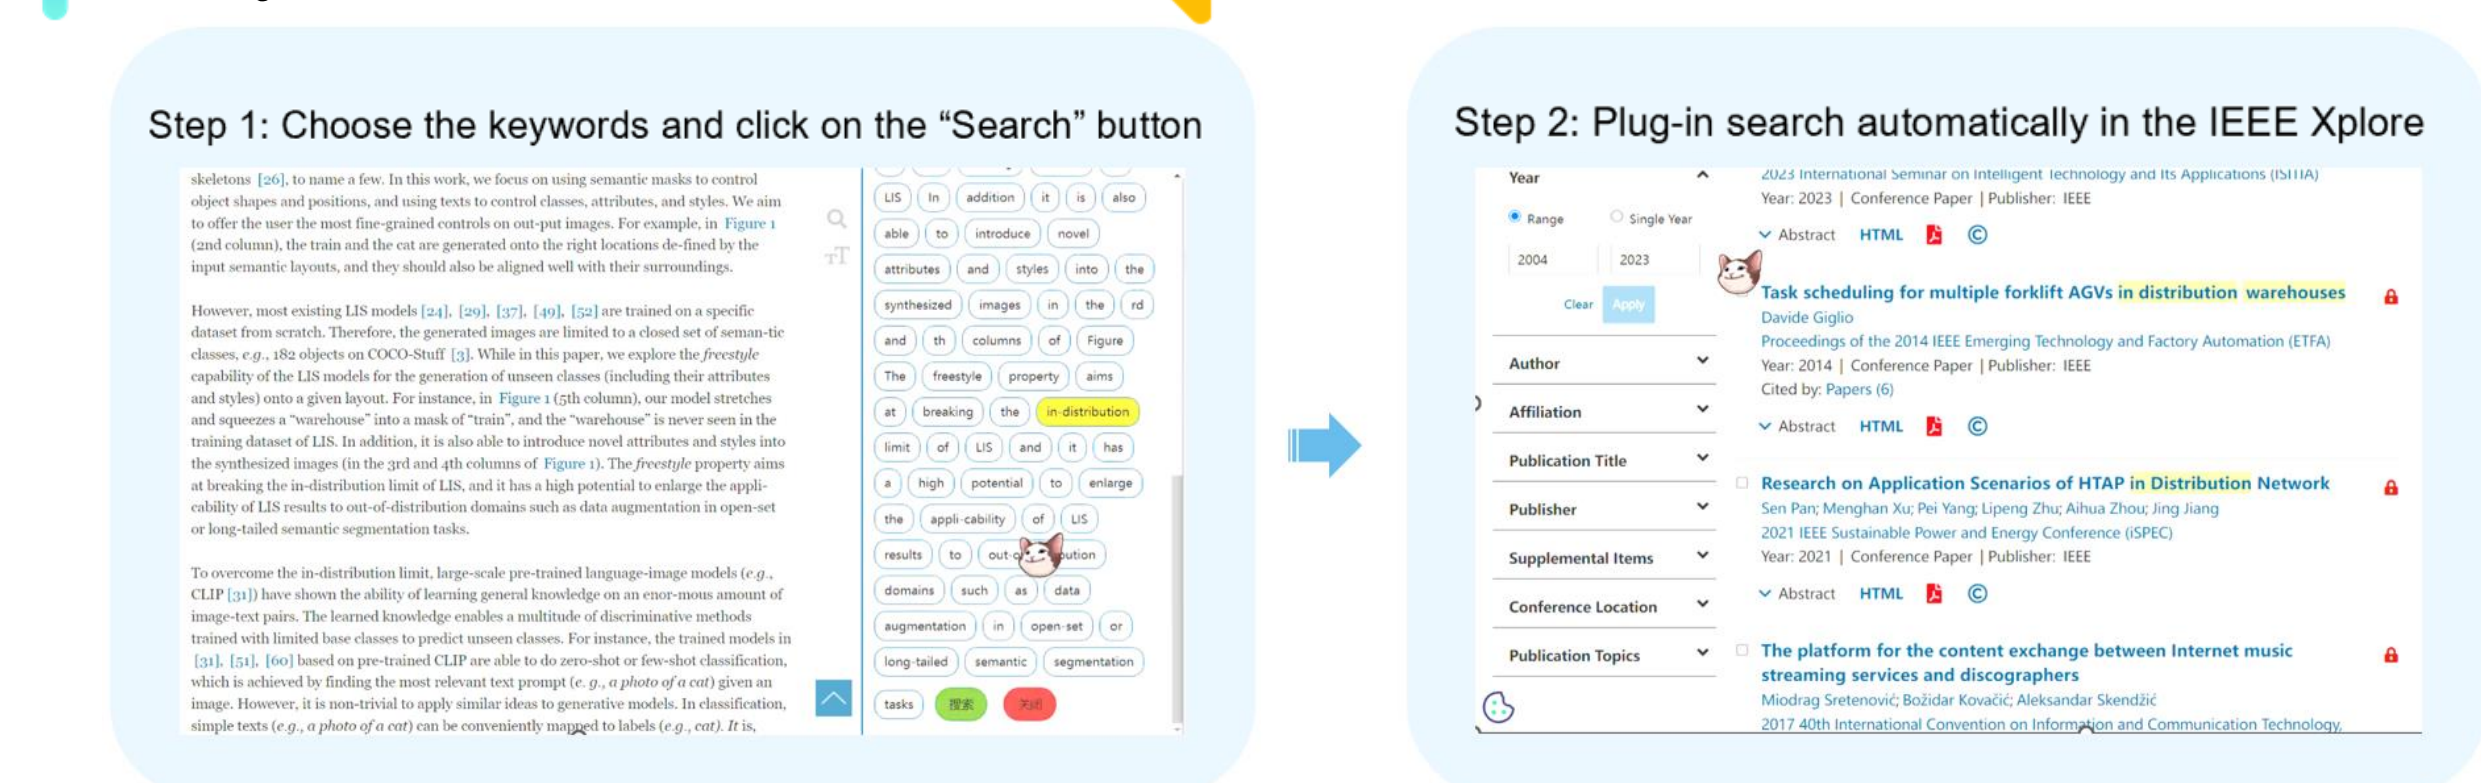 Step 1: Choose the keywords and click on the “Search” button
skeletons [26], to name a few. In this work, we focus on using semantic masks to control
object shapes and positions, and using texts to control classes, attributes, and styles. We aim
to offer the user the most fine-grained controls on out-put images. For example, in Figure 1
(2nd column), the train and the cat are generated onto the right locations de-fined by the
input semantic layouts, and they should also be aligned well with their surroundings.
However, most existing LIS models [24], [29], [37], [49], [52] are trained on a specific
dataset from scratch. Therefore, the generated images are limited to a closed set of seman-tic
classes, e.g., 182 objects on COCO-Stuff [3]. While in this paper, we explore the freestyle
capability of the LIS models for the generation of unseen classes (including their attributes
and styles) onto a given layout. For instance, in Figure 1 (5th column), our model stretches
and squeezes a “warehouse” into a mask of “train”, and the “warehouse” is never seen in the
training dataset of LIS. In addition, it is also able to introduce novel attributes and styles into
the synthesized images (in the 3rd and 4th columns of Figure 1). The freestyle property aims
at breaking the in-distribution limit of LIS, and it has a high potential to enlarge the appli-
cability of LIS results to out-of-distribution domains such as data augmentation in open-set
or long-tailed semantic segmentation tasks.
To overcome the in-distribution limit, large-scale pre-trained language-image models (e.g.,
CLIP [31]) have shown the ability of learning general knowledge on an enor-mous amount of
image-text pairs. The learned knowledge enables a multitude of discriminative methods
trained with limited base classes to predict unseen classes. For instance, the trained models in
[31], [51], [60] based on pre-trained CLIP are able to do zero-shot or few-shot classification,
which is achieved by finding the most relevant text prompt (e. g., a photo of a cat) given an
image. However, it is non-trivial to apply similar ideas to generative models. In classification,
simple texts (e.g., a photo of a cat) can be conveniently mapped to labels (e.g., cat). It is,
TT
LIS In addition it is also
able to introduce novel
attributes and styles into the
synthesized images in the rd
and th columns of Figure
The freestyle property aims
at breaking the in-distribution
limit of LIS and it has
a high potential to enlarge
the appli-cability of LIS
results to
domains such as data
augmentation in open-set or
long-tailed semantic segmentation
tasks 搜索 关闭
Step 2: Plug-in search automatically in the IEEE Xplore
Year
Range Single Year
2004 2023
Clear Apply
Author
Affiliation
Publication Title
Publisher
Supplemental Items
Conference Location
Publication Topics
2023 International Seminar on Intelligent Technology and Its Applications (ISITIA)
Year: 2023 | Conference Paper | Publisher: IEEE
Abstract HTML ©
Task scheduling for multiple forklift AGVs in distribution warehouses
Davide Giglio
Proceedings of the 2014 IEEE Emerging Technology and Factory Automation (ETFA)
Year: 2014 | Conference Paper | Publisher: IEEE
Cited by: Papers (6)
Abstract HTML ©
Research on Application Scenarios of HTAP in Distribution Network
Sen Pan; Menghan Xu; Pei Yang; Lipeng Zhu; Aihua Zhou; Jing Jiang
2021 IEEE Sustainable Power and Energy Conference (iSPEC)
Year: 2021 | Conference Paper | Publisher: IEEE
Abstract HTML ©
The platform for the content exchange between Internet music
streaming services and discographers
Miodrag Sretenović; Božidar Kovačić; Aleksandar Skendžić
2017 40th International Convention on Information and Communication Technology,